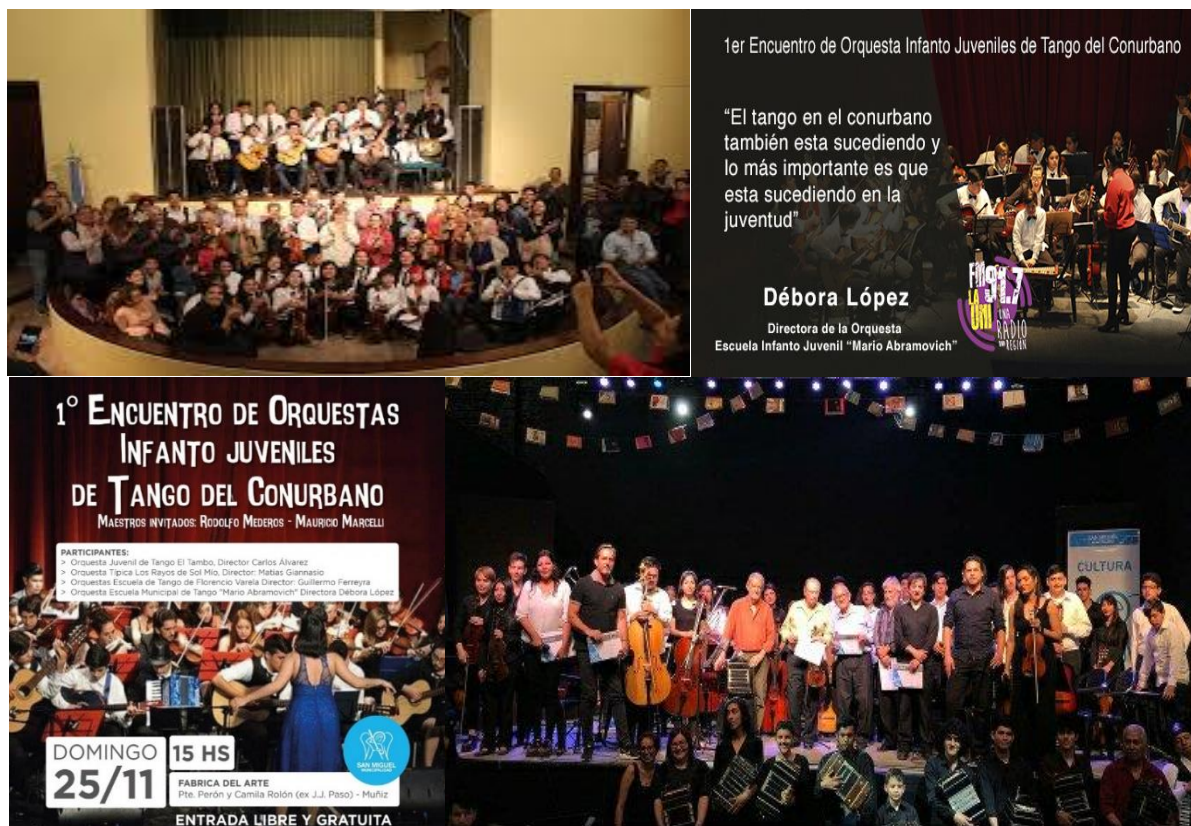 1er Encuentro de Orquesta Infanto Juveniles de Tango del Conurbano
“El tango en el conurbano
también esta sucediendo y
lo más importante es que
esta sucediendo en la
juventud”
Débora López
Directora de la Orquesta
Escuela Infanto Juvenil “Mario Abramovich”
FM 91.7
LA UNI
UNA
RADIO
REGIÓN
1° Encuentro de Orquestas
Infanto juveniles
de Tango del Conurbano
Maestros invitados: Rodolfo Mederos - Mauricio Marcelli
PARTICIPANTES:
> Orquesta Juvenil de Tango El Tambo, Director Carlos Álvarez
> Orquesta Típica Los Rayos de Sol Mío, Director: Matías Giannasio
> Orquestas Escuela de Tango de Florencio Varela Director: Guillermo Ferreyra
> Orquesta Escuela Municipal de Tango "Mario Abramovich" Directora Débora López
DOMINGO
25/11
15 HS
FABRICA DEL ARTE
Pte. Perón y Camila Rolón (ex J.J. Paso) - Muñiz
ENTRADA LIBRE Y GRATUITA
SAN MIGUEL
MUNICIPALIDAD
CULTURA